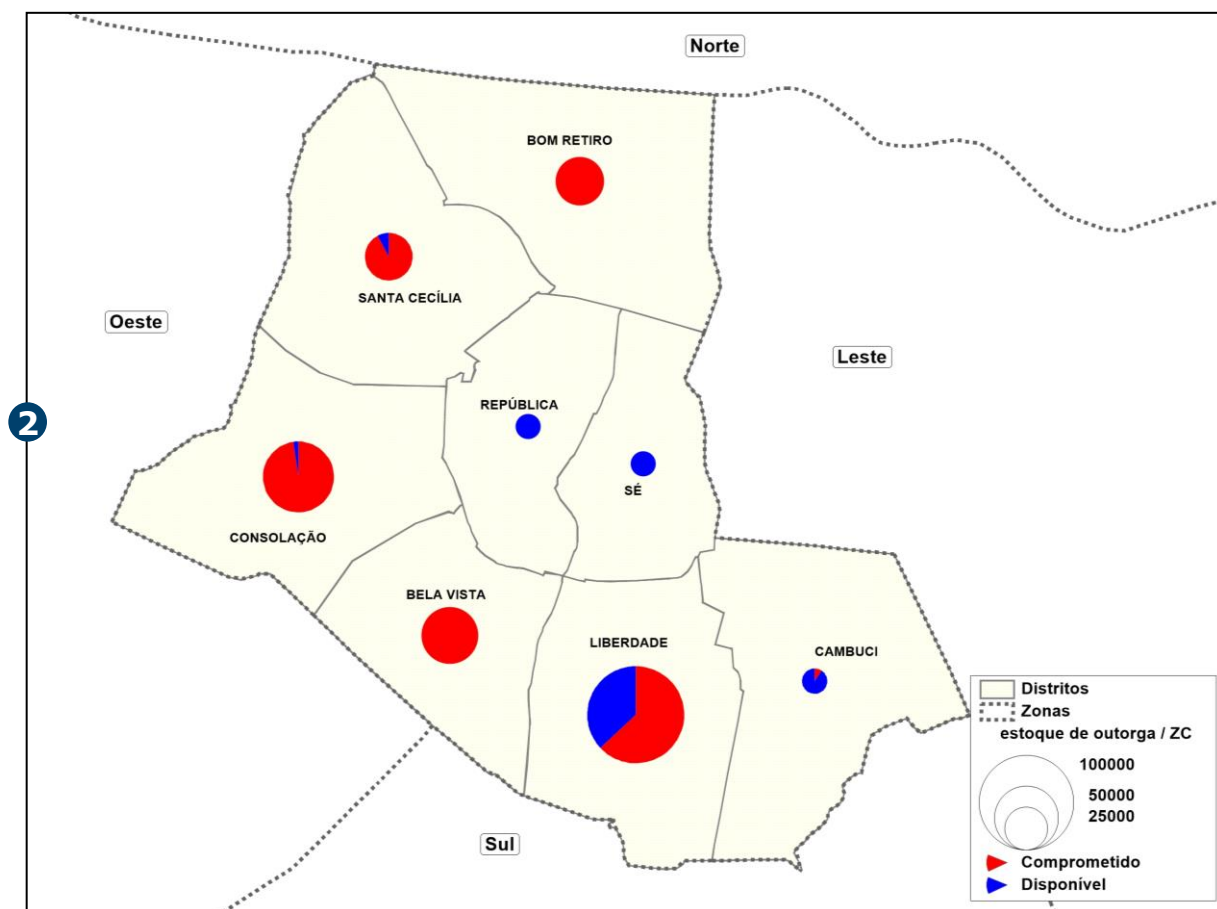 Norte
BOM RETIRO
SANTA CECÍLIA
Oeste
Leste
REPÚBLICA
SÉ
2
CONSOLAÇÃO
BELA VISTA
LIBERDADE
CAMBUCI
Distritos
Zonas
estoque de outorga / ZC
100000
50000
25000
Comprometido
Disponível
Sul